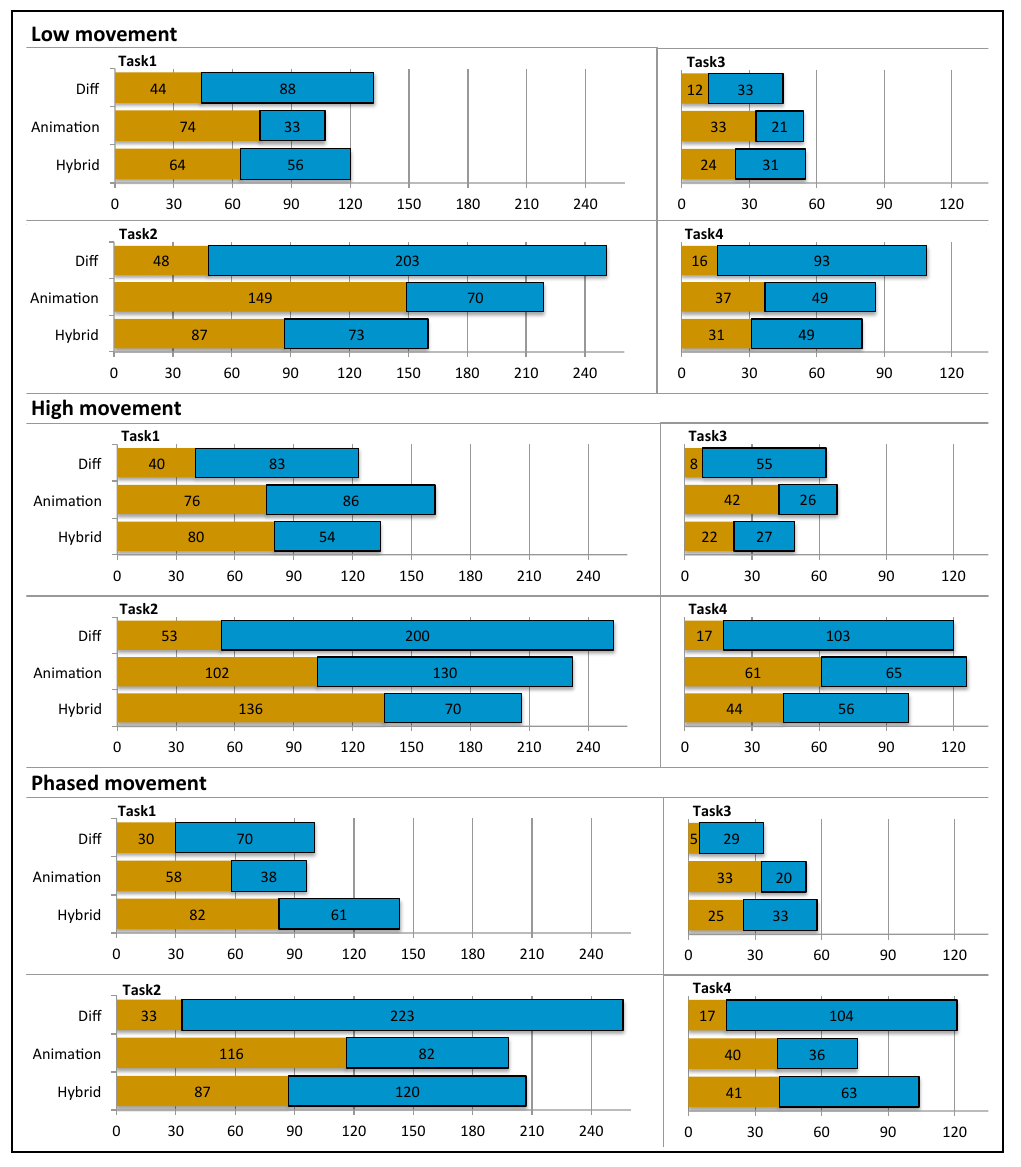 Low movement
Task1
Diff 44 88
Animation 74 33
Hybrid 64 56
0 30 60 90 120 150 180 210 240
Task3
12 33
33 21
24 31
0 30 60 90 120
Task2
Diff 48 203
Animation 149 70
Hybrid 87 73
0 30 60 90 120 150 180 210 240
Task4
16 93
37 49
31 49
0 30 60 90 120
High movement
Task1
Diff 40 83
Animation 76 86
Hybrid 80 54
0 30 60 90 120 150 180 210 240
Task3
8 55
42 26
22 27
0 30 60 90 120
Task2
Diff 53 200
Animation 102 130
Hybrid 136 70
0 30 60 90 120 150 180 210 240
Task4
17 103
61 65
44 56
0 30 60 90 120
Phased movement
Task1
Diff 30 70
Animation 58 38
Hybrid 82 61
0 30 60 90 120 150 180 210 240
Task3
5 29
33 20
25 33
0 30 60 90 120
Task2
Diff 33 223
Animation 116 82
Hybrid 87 120
0 30 60 90 120 150 180 210 240
Task4
17 104
40 36
41 63
0 30 60 90 120